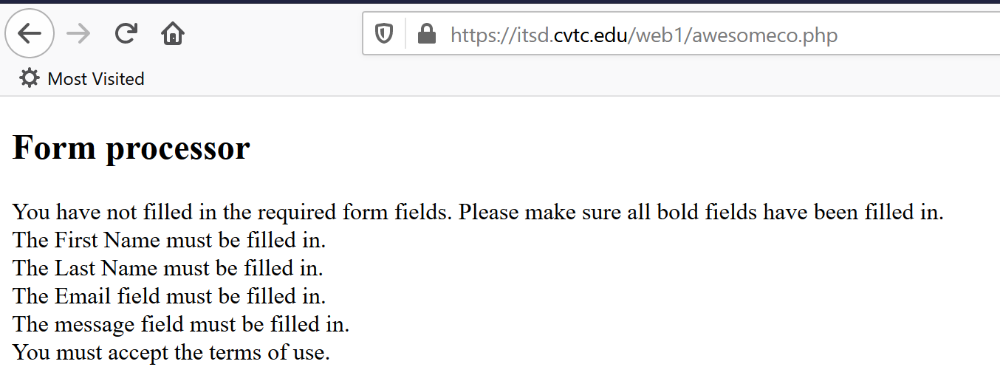 https://itsd.cvtc.edu/web1/awesomeco.php
Most Visited
Form processor
You have not filled in the required form fields. Please make sure all bold fields have been filled in.
The First Name must be filled in.
The Last Name must be filled in.
The Email field must be filled in.
The message field must be filled in.
You must accept the terms of use.